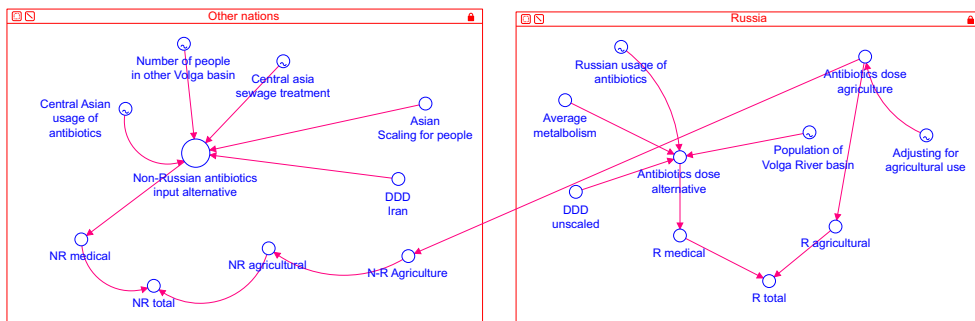 Other nations
Number of people
in other Volga basin
Central asia
sewage treatment
Central Asian
usage of
antibiotics
Asian
Scaling for people
Non-Russian antibiotics
input alternative
DDD
Iran
NR medical
NR agricultural
N-R Agriculture
NR total
Russia
Russian usage of
antibiotics
Antibiotics dose
agriculture
Average
metalbolism
Population of
Volga River basin
Adjusting for
agricultural use
Antibiotics dose
alternative
DDD
unscaled
R medical
R agricultural
R total